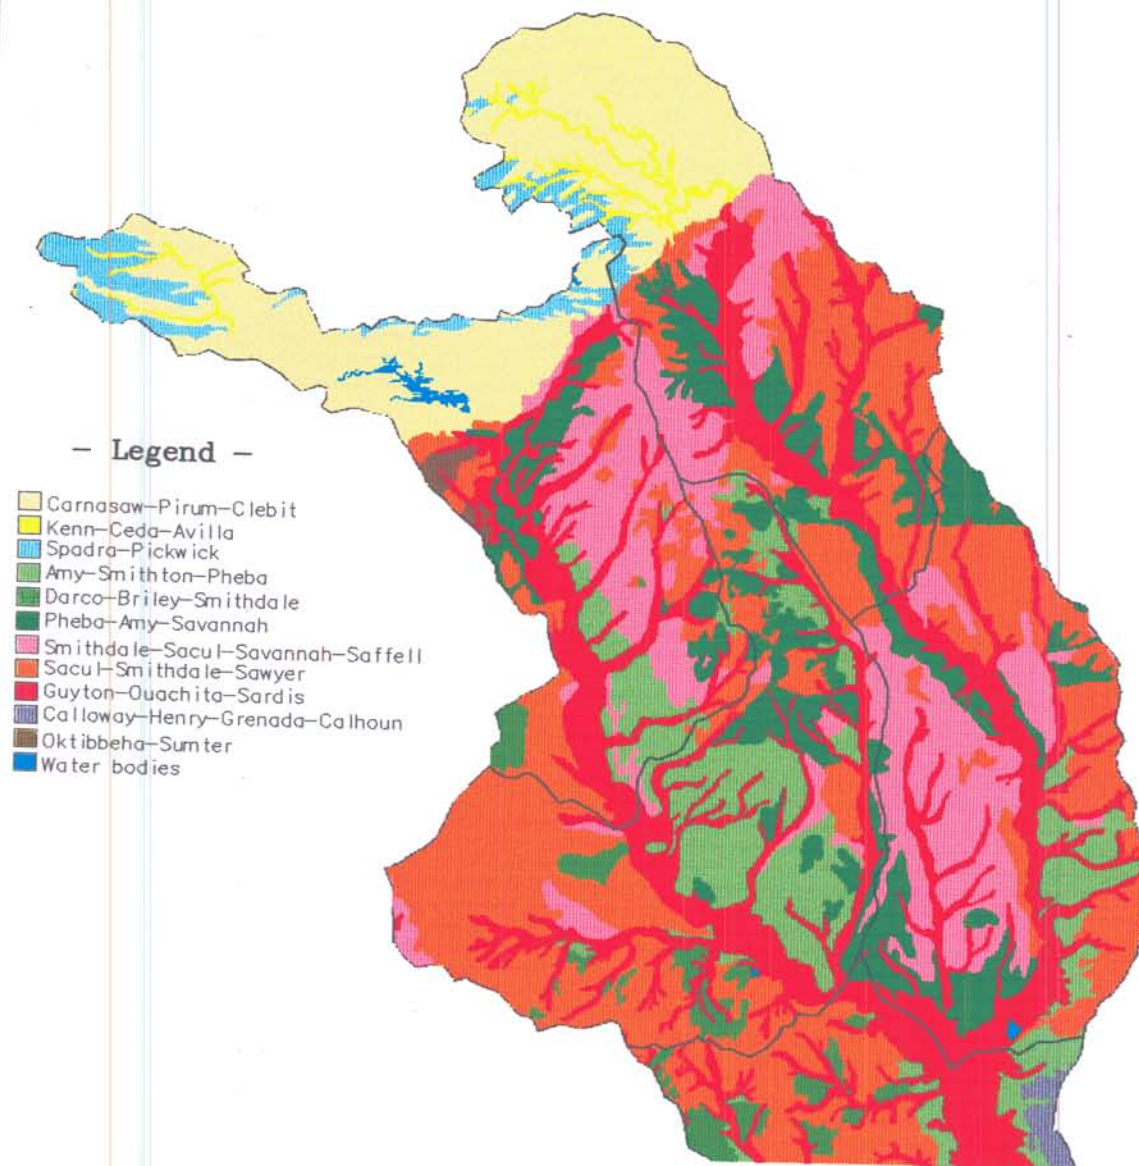 - Legend -
Carnasaw-Pirum-Clebit
Kenn-Ceda-Avilla
Spadra-Pickwick
Amy-Smithton-Pheba
Darco-Briley-Smithdale
Pheba-Amy-Savannah
Smithdale-Sacul-Savannah-Saffell
Sacul-Smithdale-Sawyer
Guyton-Ouachita-Sardis
Calloway-Henry-Grenada-Calhoun
Oktibbeha-Sumter
Water bodies